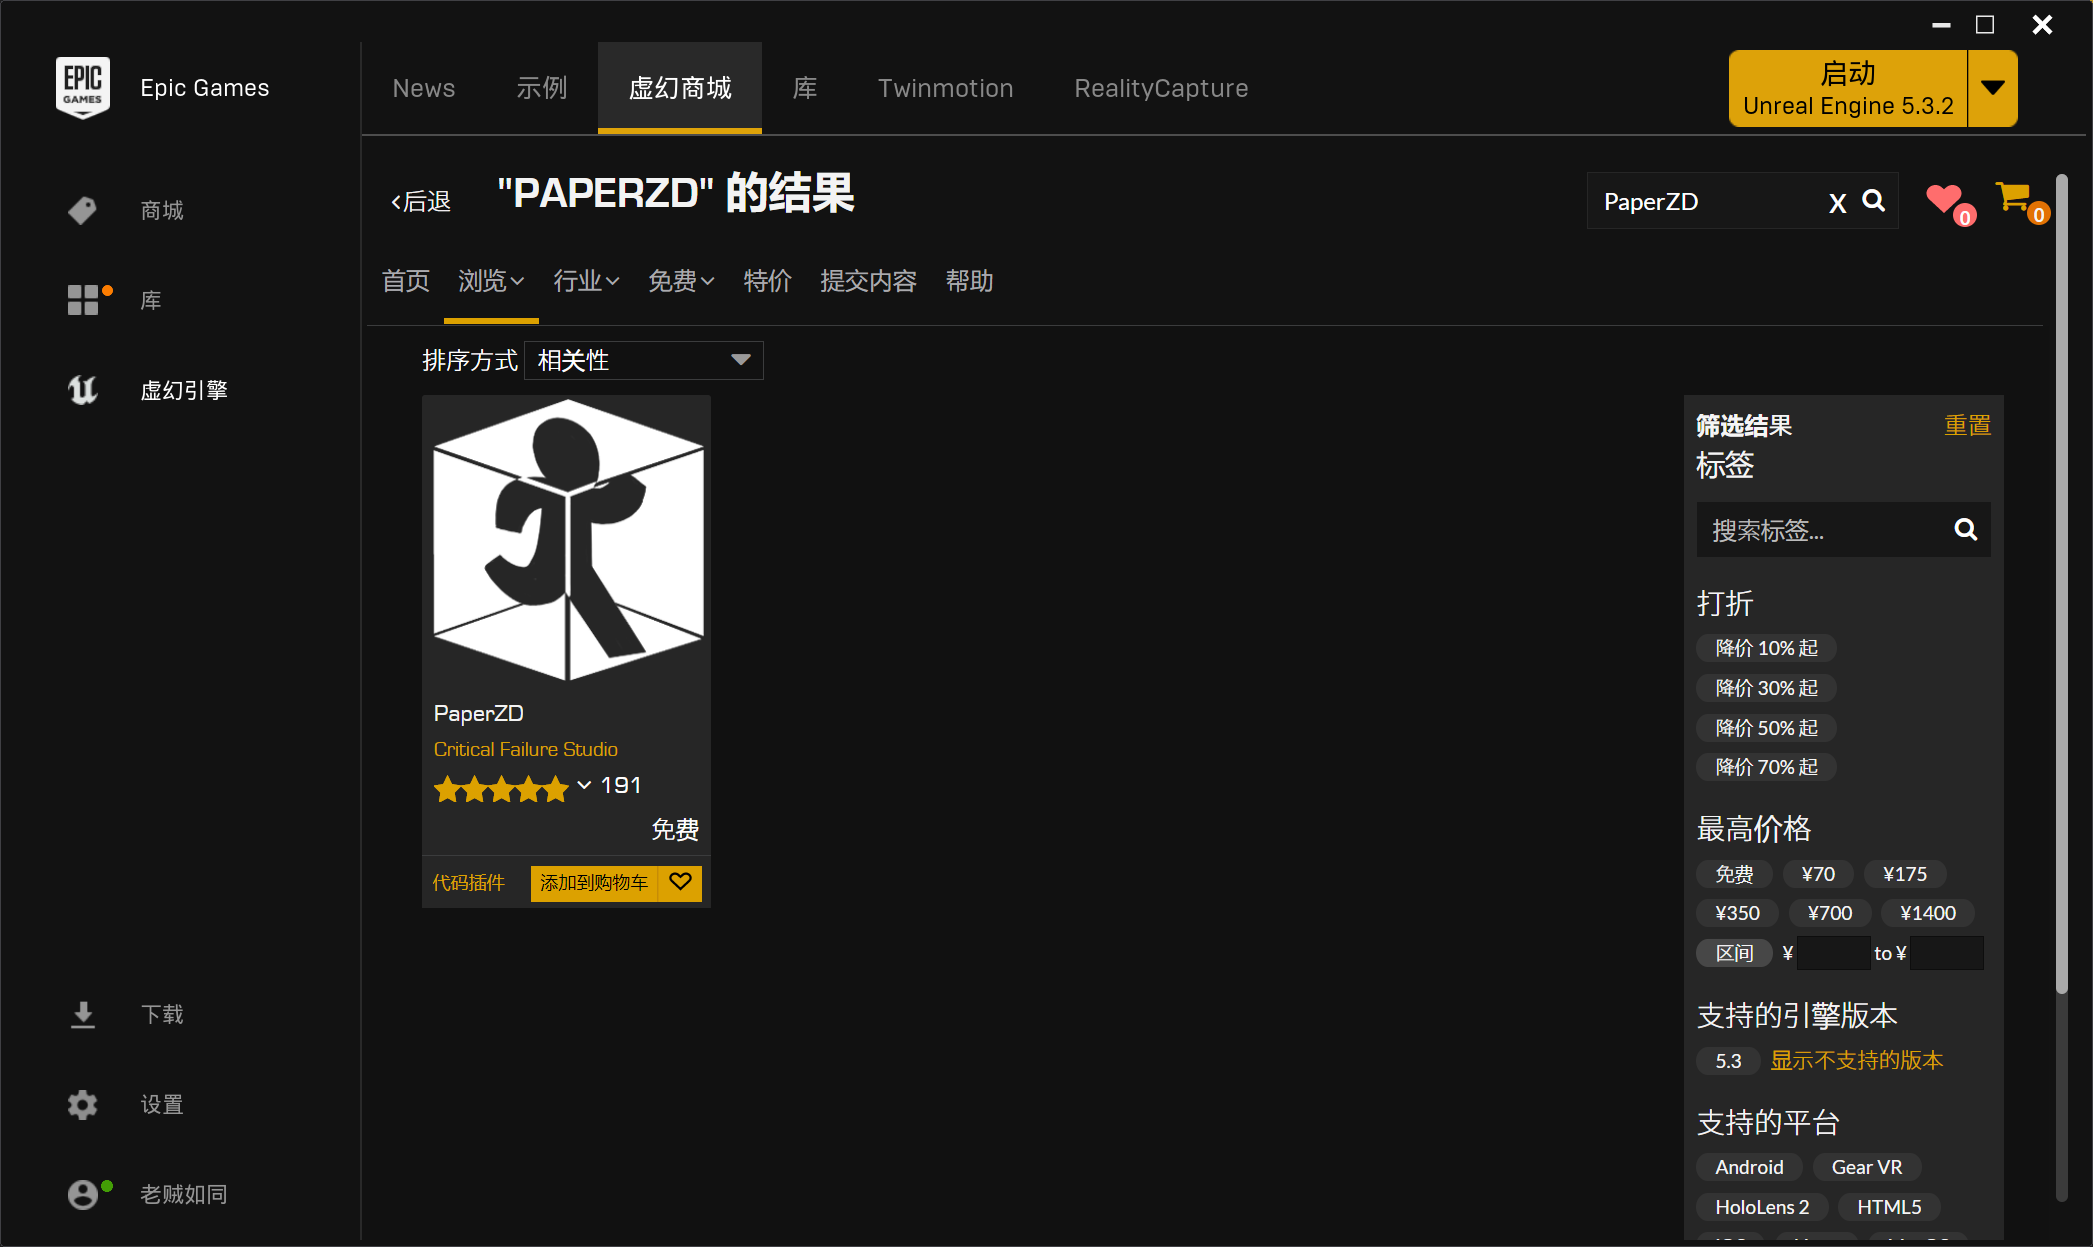 EPIC GAMES
Epic Games
商城
库
虚幻引擎
下载
设置
老贼如同
News 示例 虚幻商城 库 Twinmotion RealityCapture
启动
Unreal Engine 5.3.2
后退
"PAPERZD" 的结果
PaperZD X
0
0
首页 浏览 行业 免费 特价 提交内容 帮助
排序方式 相关性
PaperZD
Critical Failure Studio
191
免费
代码插件 添加到购物车
筛选结果 重置
标签
搜索标签...
打折
降价 10% 起
降价 30% 起
降价 50% 起
降价 70% 起
最高价格
免费 ¥70 ¥175
¥350 ¥700 ¥1400
区间 ¥ to ¥
支持的引擎版本
5.3 显示不支持的版本
支持的平台
Android Gear VR
HoloLens 2 HTML5